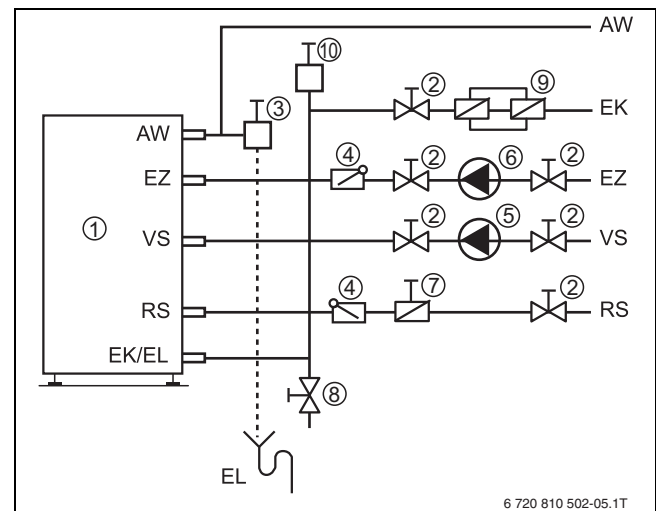 AW
⑩
② ⑨
③
EK
AW
④ ② ⑥ ②
EZ EZ
② ⑤ ②
① VS VS
④ ⑦ ②
RS RS
EK/EL
⑧
EL
6 720 810 502-05.1T